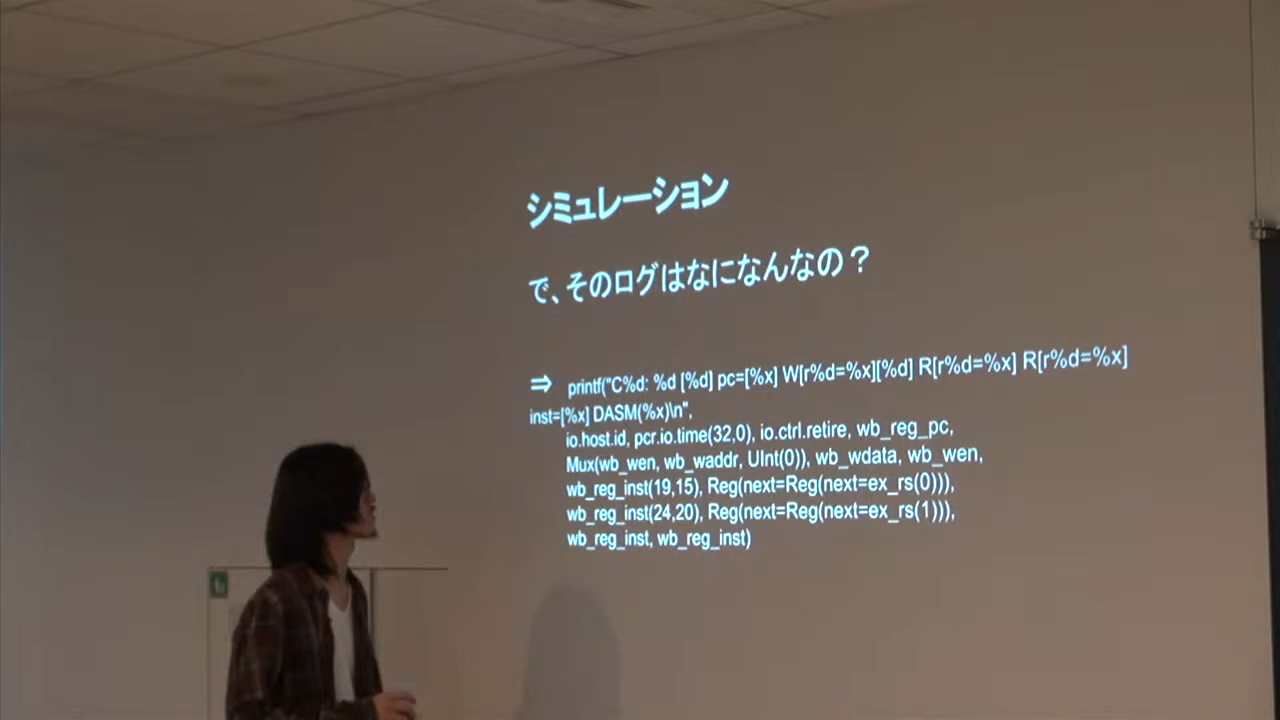 シミュレーション
で、そのログはなになんなの？
⇒ printf("C%d: %d [%d] pc=[%x] W[r%d=%x][%d] R[r%d=%x] R[r%d=%x]
inst=[%x] DASM(%x)\n",
io.host.id, pcr.io.time(32,0), io.ctrl.retire, wb_reg_pc,
Mux(wb_wen, wb_waddr, UInt(0)), wb_wdata, wb_wen,
wb_reg_inst(19,15), Reg(next=Reg(next=ex_rs(0))),
wb_reg_inst(24,20), Reg(next=Reg(next=ex_rs(1))),
wb_reg_inst, wb_reg_inst)